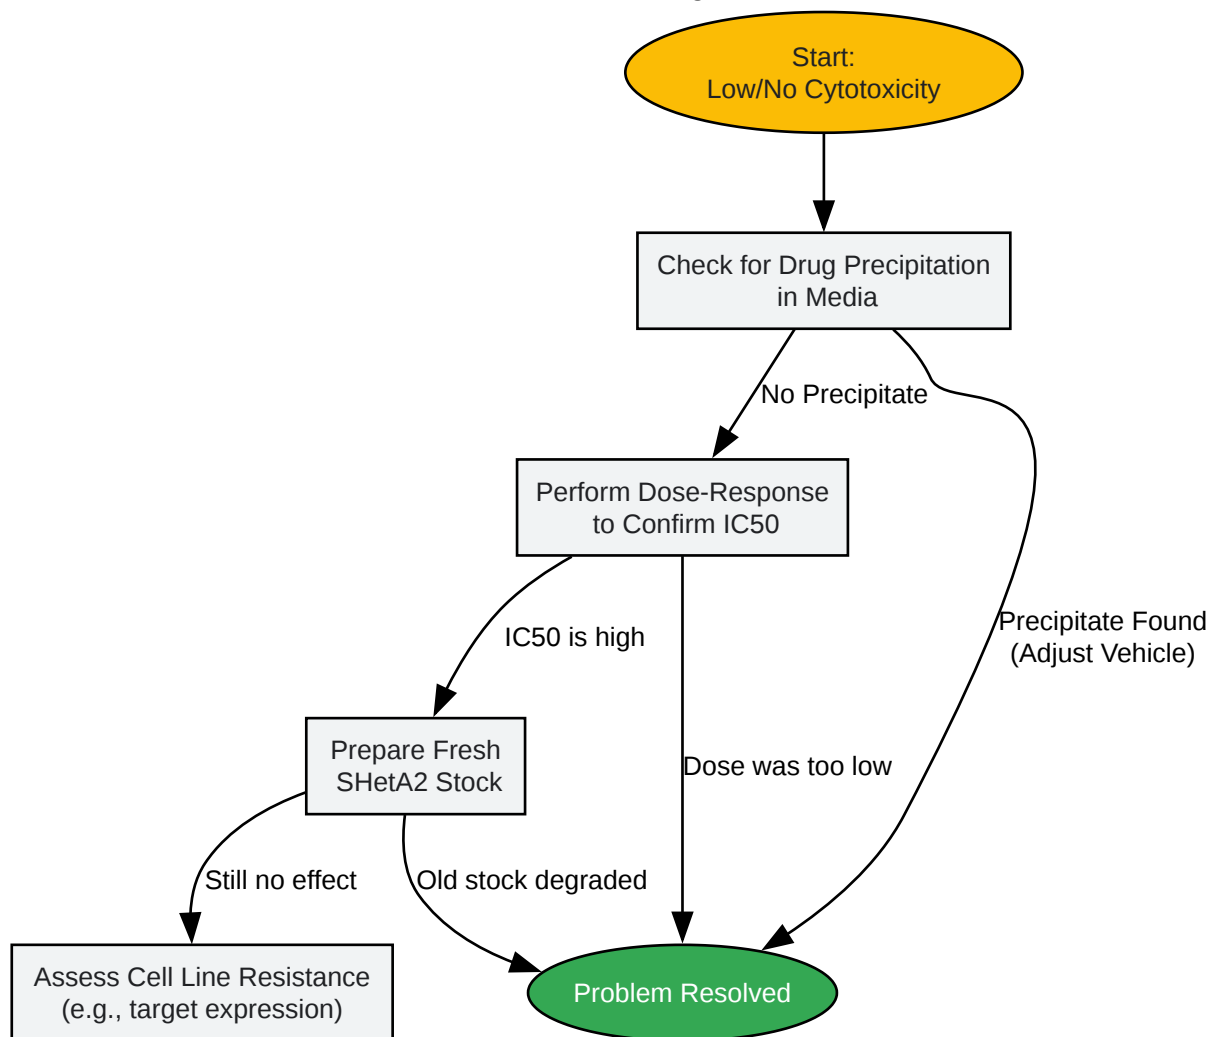 Start:
Low/No Cytotoxicity
Check for Drug Precipitation
in Media
No Precipitate
Perform Dose-Response
to Confirm IC50
Precipitate Found
(Adjust Vehicle)
IC50 is high
Prepare Fresh
SHetA2 Stock
Dose was too low
Still no effect
Old stock degraded
Assess Cell Line Resistance
(e.g., target expression)
Problem Resolved